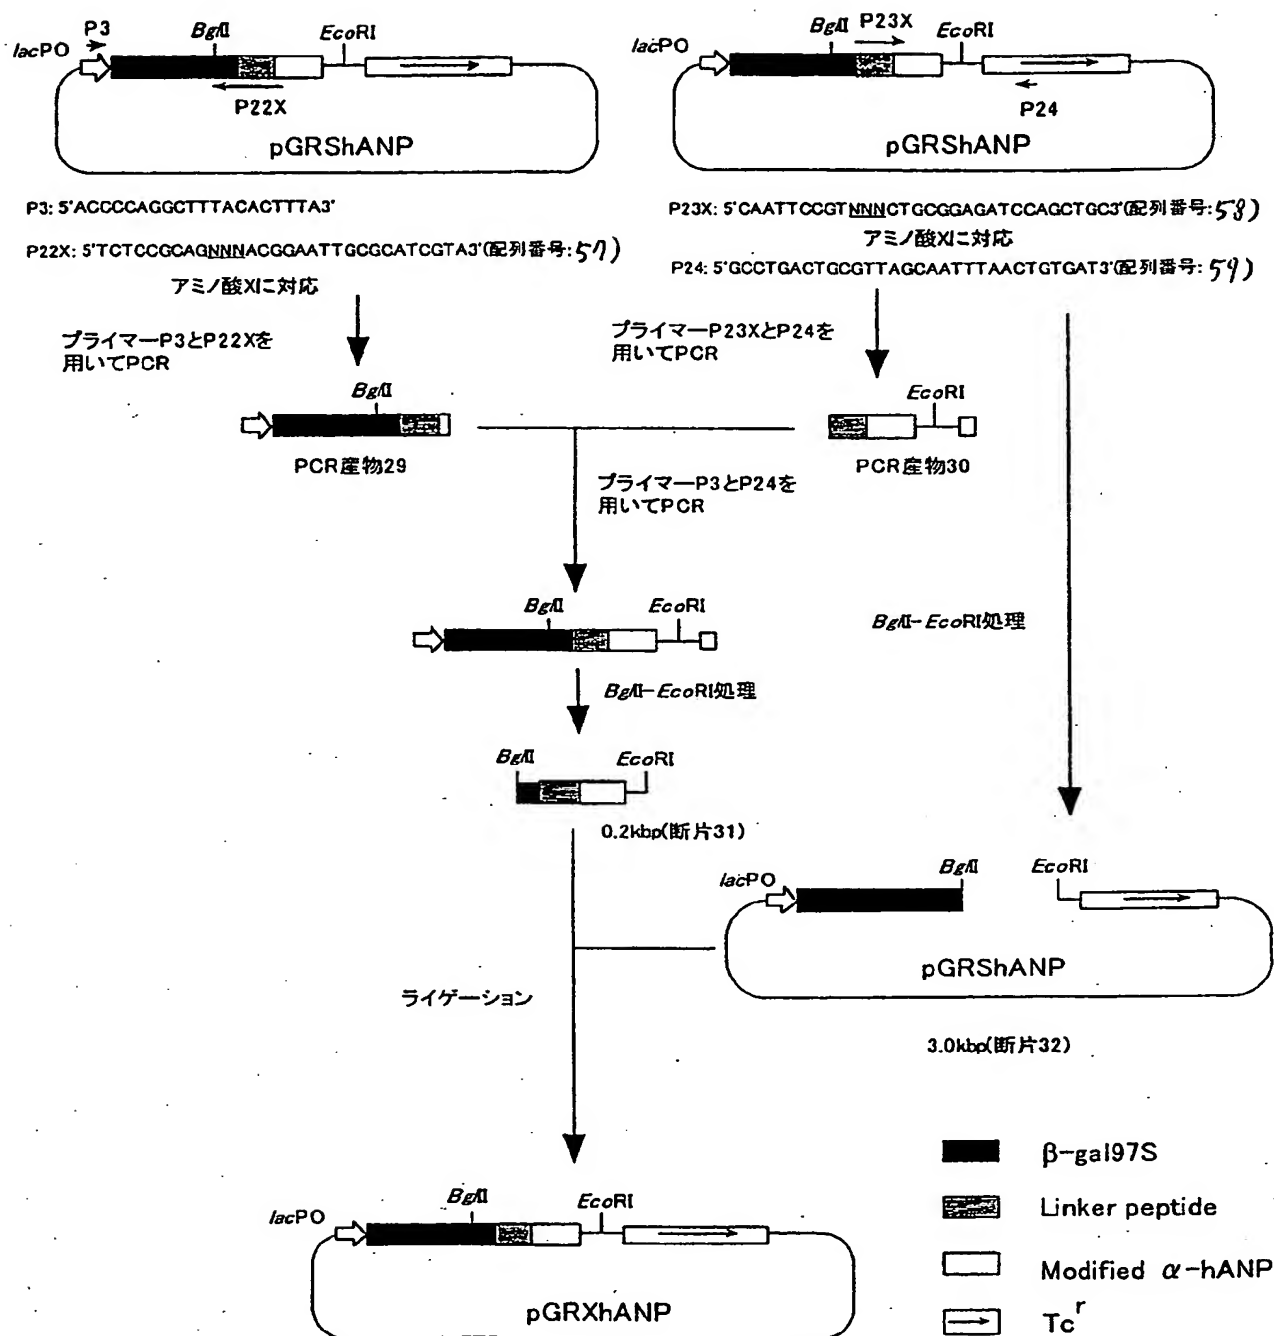 P3
BglII
EcoRI
lacPO
P22X
pGRShANP
BglII
P23X
EcoRI
lacPO
P24
pGRShANP
P3: 5'ACCCCAGGCTTTACACTTTA3'
P22X: 5'TCTCCGCAGNNNACGGAATTGCGCATCGTA3'(配列番号:57)
アミノ酸Xに対応
P23X: 5'CAATTCCGTNNNCTGCGGAGATCCAGCTGC3'(配列番号:58)
アミノ酸Xに対応
P24: 5'GCCTGACTGCGTTAGCAATTTAACTGTGAT3'(配列番号:59)
プライマーP3とP22Xを
用いてPCR
プライマーP23XとP24を
用いてPCR
BglII
PCR産物29
EcoRI
PCR産物30
プライマーP3とP24を
用いてPCR
BglII
EcoRI
BglII-EcoRI処理
BglII-EcoRI処理
BglII
EcoRI
0.2kbp(断片31)
lacPO
BglII
EcoRI
pGRShANP
3.0kbp(断片32)
ライゲーション
lacPO
BglII
EcoRI
pGRXhANP
β-gal97S
Linker peptide
Modified α-hANP
Tcr